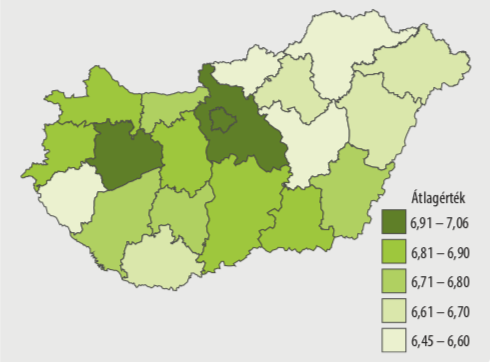 Átlagérték
6,91 – 7,06
6,81 – 6,90
6,71 – 6,80
6,61 – 6,70
6,45 – 6,60